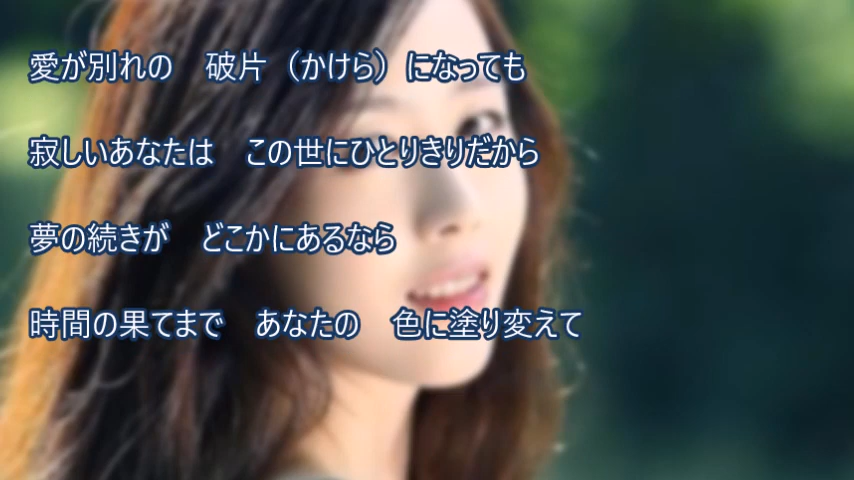 愛が別れの　破片（かけら）になっても
寂しいあなたは　この世にひとりきりだから
夢の続きが　どこかにあるなら
時間の果てまで　あなたの　色に塗り変えて